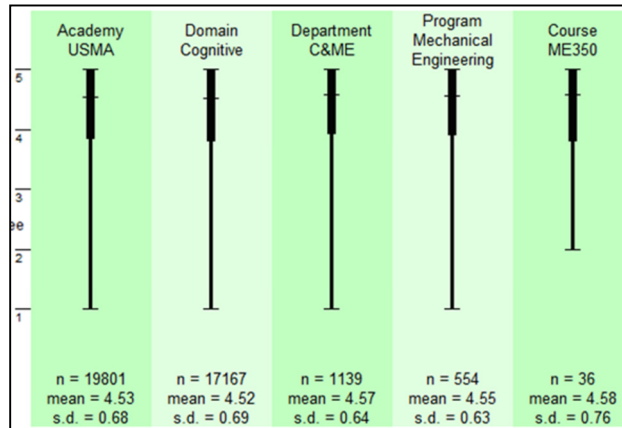 Academy
USMA
Domain
Cognitive
Department
C&ME
Program
Mechanical
Engineering
Course
ME350
5
4
3
ee
2
1
n = 19801
mean = 4.53
s.d. = 0.68
n = 17167
mean = 4.52
s.d. = 0.69
n = 1139
mean = 4.57
s.d. = 0.64
n = 554
mean = 4.55
s.d. = 0.63
n = 36
mean = 4.58
s.d. = 0.76